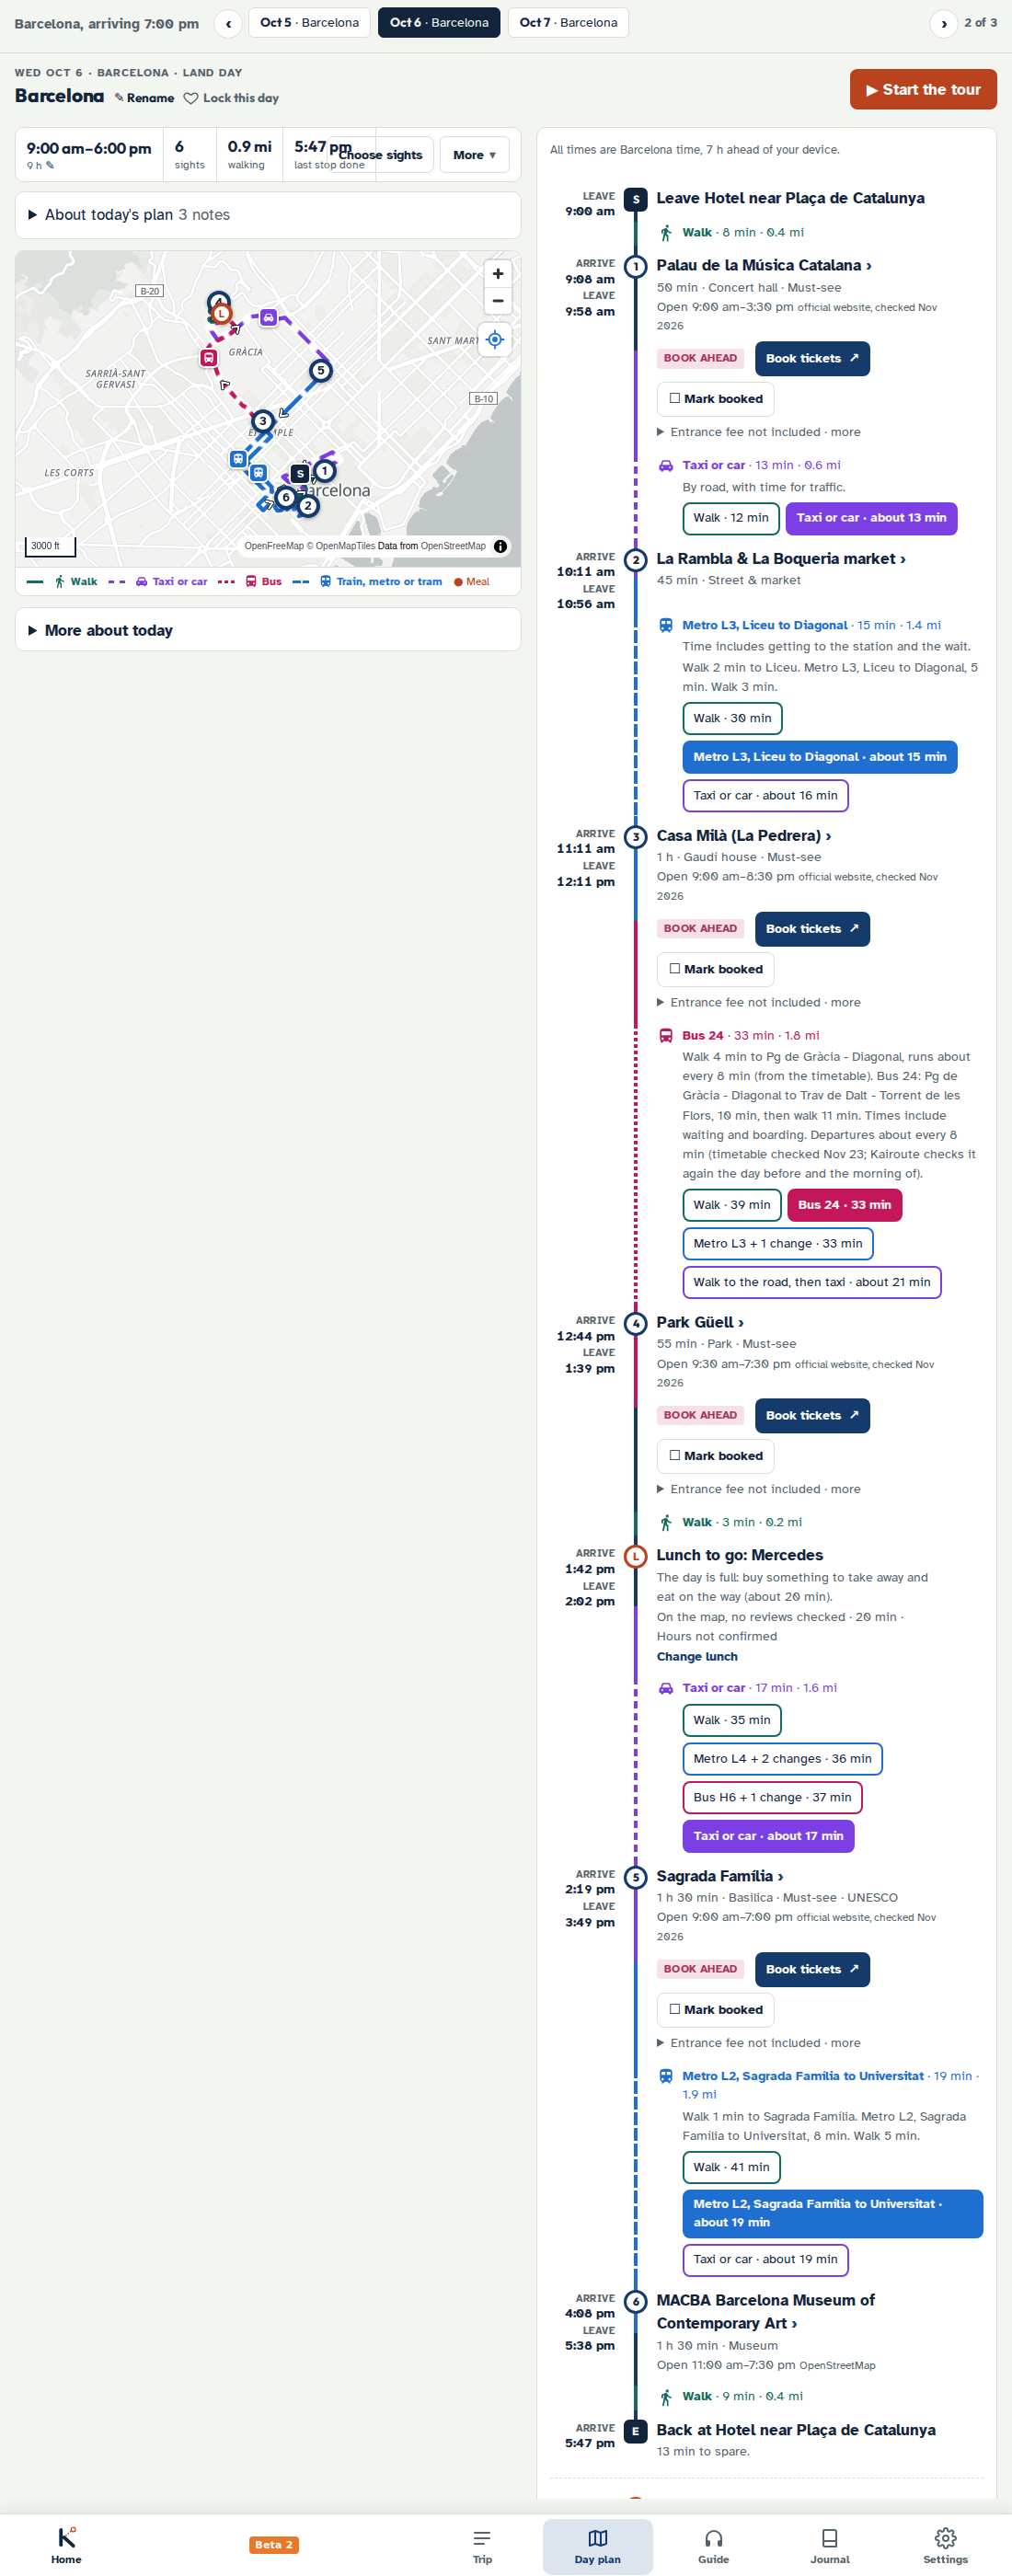 Barcelona, arriving 7:00 pm
‹
Oct 5 · Barcelona
Oct 6 · Barcelona
Oct 7 · Barcelona
›
2 of 3
WED OCT 6 · BARCELONA · LAND DAY
Barcelona
✎ Rename
Lock this day
▶ Start the tour
9:00 am–6:00 pm
9 h ✎
6
sights
0.9 mi
walking
5:47 pm
last stop done
Choose sights
More ▾
▶ About today's plan 3 notes
B-20
GRÀCIA
SANT MART
SARRIÀ-SANT
GERVASI
B-10
LES CORTS
4
L
5
3
S
1
6
2
arcelona
+
−
3000 ft
OpenFreeMap © OpenMapTiles Data from OpenStreetMap
Walk
Taxi or car
Bus
Train, metro or tram
Meal
▶ More about today
All times are Barcelona time, 7 h ahead of your device.
LEAVE
9:00 am
S
Leave Hotel near Plaça de Catalunya
Walk · 8 min · 0.4 mi
ARRIVE
9:08 am
LEAVE
9:58 am
1
Palau de la Música Catalana ›
50 min · Concert hall · Must-see
Open 9:00 am–3:30 pm official website, checked Nov
2026
BOOK AHEAD
Book tickets ↗
☐ Mark booked
▶ Entrance fee not included · more
Taxi or car · 13 min · 0.6 mi
By road, with time for traffic.
Walk · 12 min
Taxi or car · about 13 min
ARRIVE
10:11 am
LEAVE
10:56 am
2
La Rambla & La Boqueria market ›
45 min · Street & market
Metro L3, Liceu to Diagonal · 15 min · 1.4 mi
Time includes getting to the station and the wait.
Walk 2 min to Liceu. Metro L3, Liceu to Diagonal, 5
min. Walk 3 min.
Walk · 30 min
Metro L3, Liceu to Diagonal · about 15 min
Taxi or car · about 16 min
ARRIVE
11:11 am
LEAVE
12:11 pm
3
Casa Milà (La Pedrera) ›
1 h · Gaudí house · Must-see
Open 9:00 am–8:30 pm official website, checked Nov
2026
BOOK AHEAD
Book tickets ↗
☐ Mark booked
▶ Entrance fee not included · more
Bus 24 · 33 min · 1.8 mi
Walk 4 min to Pg de Gràcia - Diagonal, runs about
every 8 min (from the timetable). Bus 24: Pg de
Gràcia - Diagonal to Trav de Dalt - Torrent de les
Flors, 10 min, then walk 11 min. Times include
waiting and boarding. Departures about every 8
min (timetable checked Nov 23; Kairoute checks it
again the day before and the morning of).
Walk · 39 min
Bus 24 · 33 min
Metro L3 + 1 change · 33 min
Walk to the road, then taxi · about 21 min
ARRIVE
12:44 pm
LEAVE
1:39 pm
4
Park Güell ›
55 min · Park · Must-see
Open 9:30 am–7:30 pm official website, checked Nov
2026
BOOK AHEAD
Book tickets ↗
☐ Mark booked
▶ Entrance fee not included · more
Walk · 3 min · 0.2 mi
ARRIVE
1:42 pm
LEAVE
2:02 pm
L
Lunch to go: Mercedes
The day is full: buy something to take away and
eat on the way (about 20 min).
On the map, no reviews checked · 20 min ·
Hours not confirmed
Change lunch
Taxi or car · 17 min · 1.6 mi
Walk · 35 min
Metro L4 + 2 changes · 36 min
Bus H6 + 1 change · 37 min
Taxi or car · about 17 min
ARRIVE
2:19 pm
LEAVE
3:49 pm
5
Sagrada Família ›
1 h 30 min · Basilica · Must-see · UNESCO
Open 9:00 am–7:00 pm official website, checked Nov
2026
BOOK AHEAD
Book tickets ↗
☐ Mark booked
▶ Entrance fee not included · more
Metro L2, Sagrada Família to Universitat · 19 min ·
1.9 mi
Walk 1 min to Sagrada Família. Metro L2, Sagrada
Família to Universitat, 8 min. Walk 5 min.
Walk · 41 min
Metro L2, Sagrada Família to Universitat ·
about 19 min
Taxi or car · about 19 min
ARRIVE
4:08 pm
LEAVE
5:38 pm
6
MACBA Barcelona Museum of
Contemporary Art ›
1 h 30 min · Museum
Open 11:00 am–7:30 pm OpenStreetMap
Walk · 9 min · 0.4 mi
ARRIVE
5:47 pm
E
Back at Hotel near Plaça de Catalunya
13 min to spare.
Home
Beta 2
Trip
Day plan
Guide
Journal
Settings